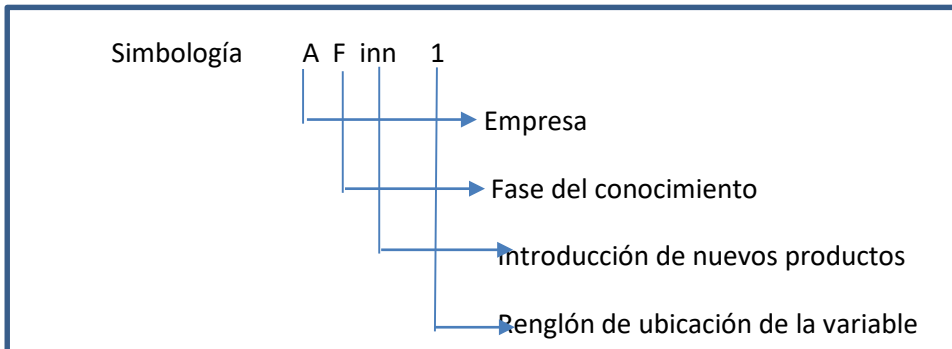 Simbología A F inn 1
Empresa
Fase del conocimiento
Introducción de nuevos productos
Renglón de ubicación de la variable